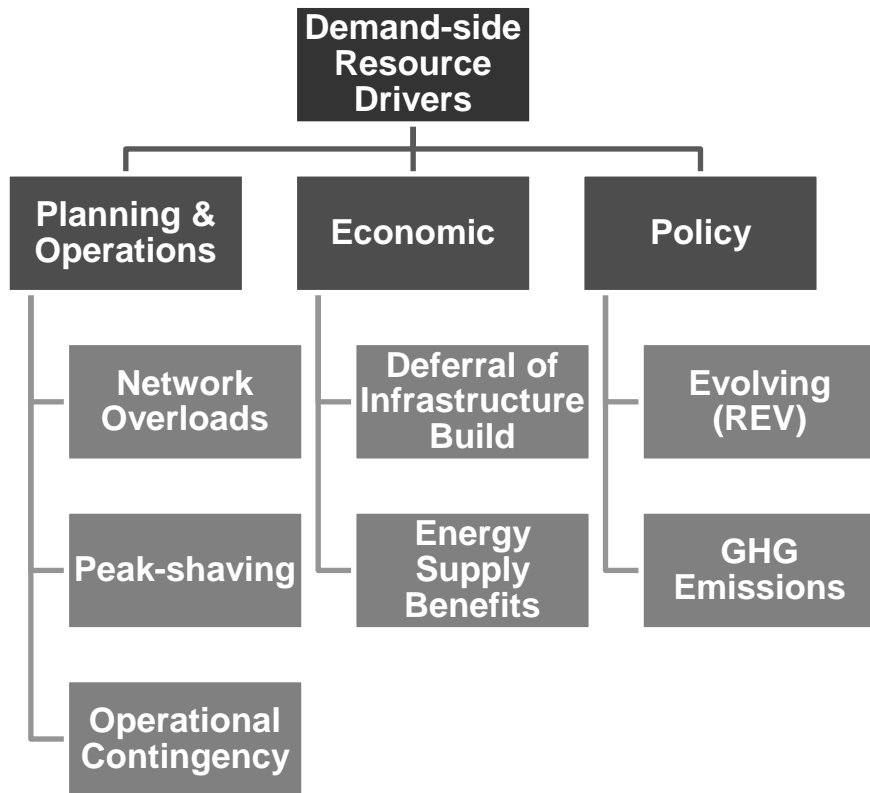 Demand-side
Resource
Drivers
Planning &
Operations
Economic
Policy
Network
Overloads
Deferral of
Infrastructure
Build
Evolving
(REV)
Peak-shaving
Energy
Supply
Benefits
GHG
Emissions
Operational
Contingency